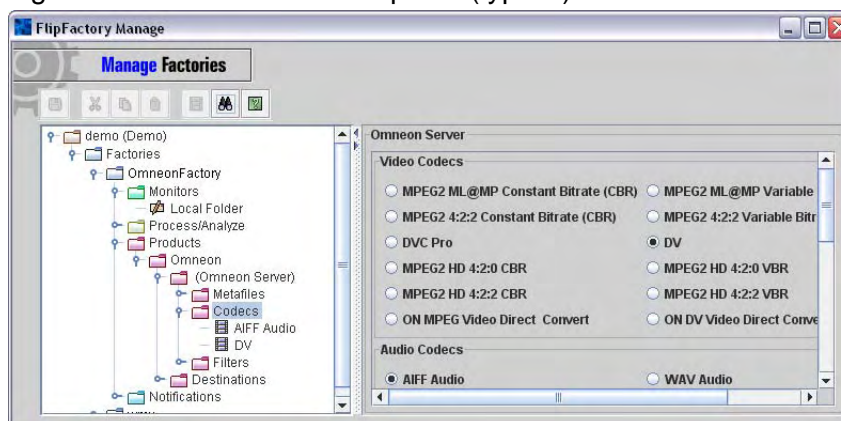 FlipFactory Manage
Manage Factories
demo (Demo)
Factories
OmneonFactory
Monitors
Local Folder
Process/Analyze
Products
Omneon
(Omneon Server)
Metafiles
Codecs
AIFF Audio
DV
Filters
Destinations
Notifications
Omneon Server
Video Codecs
MPEG2 ML@MP Constant Bitrate (CBR) MPEG2 ML@MP Variable
MPEG2 4:2:2 Constant Bitrate (CBR) MPEG2 4:2:2 Variable Bitr
DVC Pro DV
MPEG2 HD 4:2:0 CBR MPEG2 HD 4:2:0 VBR
MPEG2 HD 4:2:2 CBR MPEG2 HD 4:2:2 VBR
ON MPEG Video Direct Convert ON DV Video Direct Conve
Audio Codecs
AIFF Audio WAV Audio